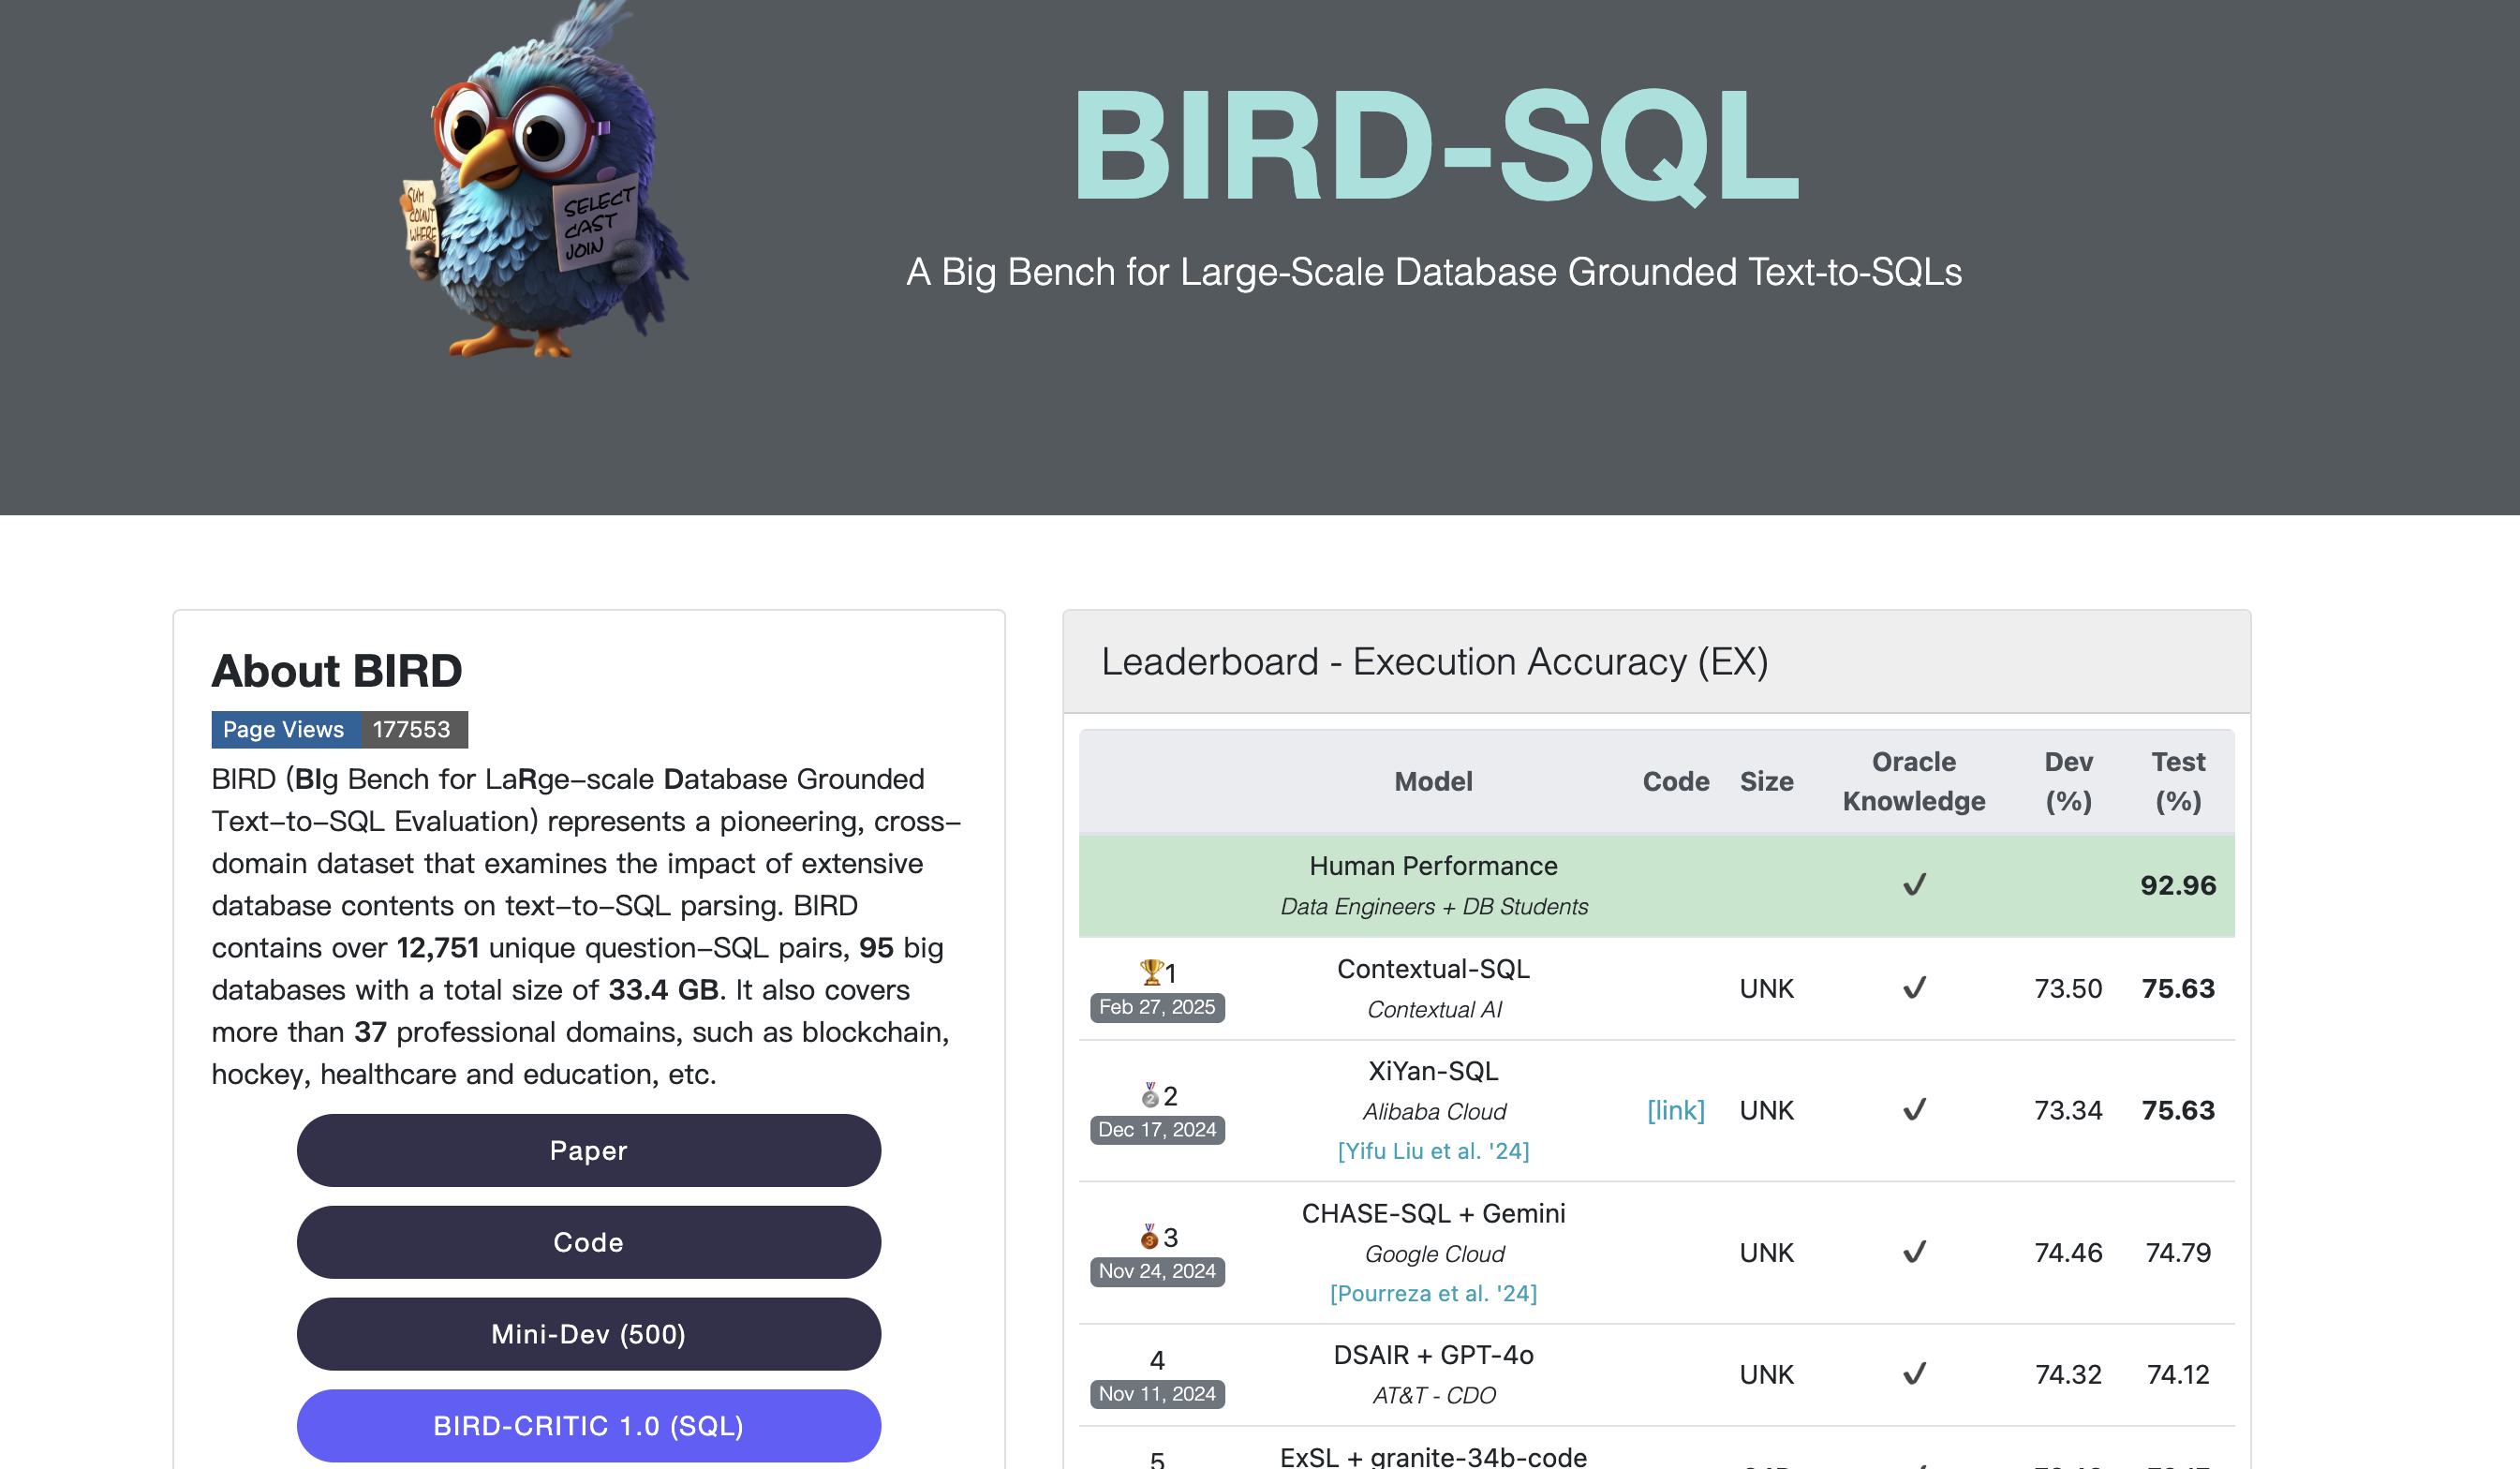 SUM
COUNT
WHERE
SELECT
CAST
JOIN
BIRD-SQL
A Big Bench for Large-Scale Database Grounded Text-to-SQLs
About BIRD
Page Views 177553
BIRD (BIg Bench for LaRge-scale Database Grounded
Text-to-SQL Evaluation) represents a pioneering, cross-
domain dataset that examines the impact of extensive
database contents on text-to-SQL parsing. BIRD
contains over 12,751 unique question-SQL pairs, 95 big
databases with a total size of 33.4 GB. It also covers
more than 37 professional domains, such as blockchain,
hockey, healthcare and education, etc.
Paper
Code
Mini-Dev (500)
BIRD-CRITIC 1.0 (SQL)
Leaderboard - Execution Accuracy (EX)
Model Code Size Oracle Knowledge Dev (%) Test (%)
Human Performance
Data Engineers + DB Students
✓ 92.96
🏆1
Feb 27, 2025
Contextual-SQL
Contextual AI
UNK ✓ 73.50 75.63
🥈2
Dec 17, 2024
XiYan-SQL
Alibaba Cloud
[Yifu Liu et al. '24]
[link] UNK ✓ 73.34 75.63
🥉3
Nov 24, 2024
CHASE-SQL + Gemini
Google Cloud
[Pourreza et al. '24]
UNK ✓ 74.46 74.79
4
Nov 11, 2024
DSAIR + GPT-4o
AT&T - CDO
UNK ✓ 74.32 74.12
5
ExSL + granite-34b-code